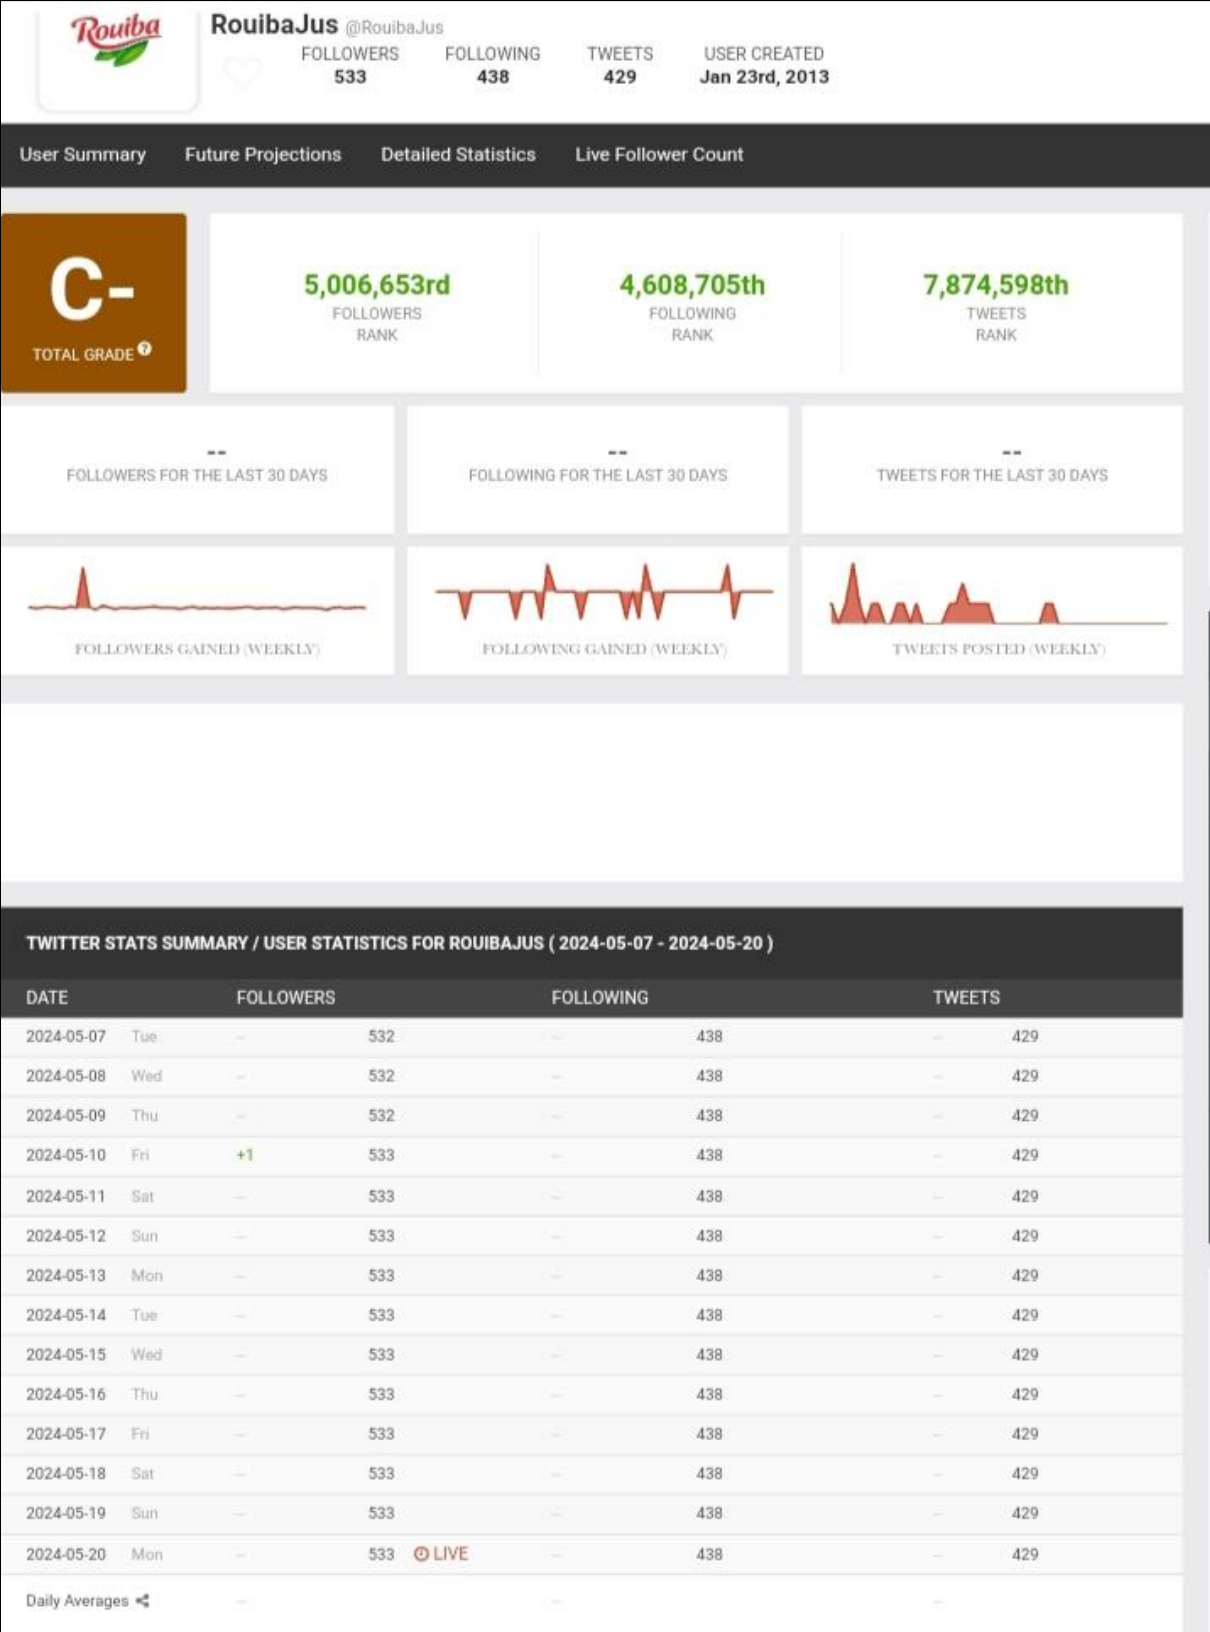 Rouiba
RouibaJus @RouibaJus
FOLLOWERS FOLLOWING TWEETS USER CREATED
533 438 429 Jan 23rd, 2013
User Summary Future Projections Detailed Statistics Live Follower Count
C-
TOTAL GRADE ?
5,006,653rd 4,608,705th 7,874,598th
FOLLOWERS FOLLOWING TWEETS
RANK RANK RANK
-- -- --
FOLLOWERS FOR THE LAST 30 DAYS FOLLOWING FOR THE LAST 30 DAYS TWEETS FOR THE LAST 30 DAYS
FOLLOWERS GAINED (WEEKLY) FOLLOWING GAINED (WEEKLY) TWEETS POSTED (WEEKLY)
TWITTER STATS SUMMARY / USER STATISTICS FOR ROUIBAJUS ( 2024-05-07 - 2024-05-20 )
DATE FOLLOWERS FOLLOWING TWEETS
2024-05-07 Tue -- 532 -- 438 -- 429
2024-05-08 Wed -- 532 -- 438 -- 429
2024-05-09 Thu -- 532 -- 438 -- 429
2024-05-10 Fri +1 533 -- 438 -- 429
2024-05-11 Sat -- 533 -- 438 -- 429
2024-05-12 Sun -- 533 -- 438 -- 429
2024-05-13 Mon -- 533 -- 438 -- 429
2024-05-14 Tue -- 533 -- 438 -- 429
2024-05-15 Wed -- 533 -- 438 -- 429
2024-05-16 Thu -- 533 -- 438 -- 429
2024-05-17 Fri -- 533 -- 438 -- 429
2024-05-18 Sat -- 533 -- 438 -- 429
2024-05-19 Sun -- 533 -- 438 -- 429
2024-05-20 Mon -- 533 LIVE -- 438 -- 429
Daily Averages -- -- --